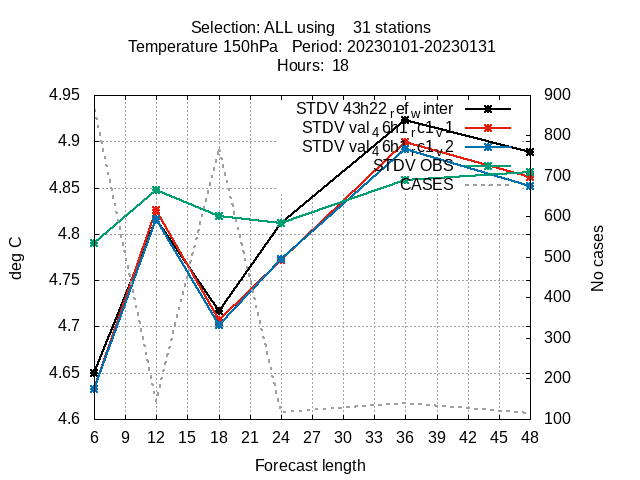 Selection: ALL using 31 stations
Temperature 150hPa Period: 20230101-20230131
Hours: 18
STDV 43h22_ref_winter
STDV val_46h1_rc1_v1
STDV val_46h1_rc1_v2
STDV OBS
CASES
4.95
4.9
4.85
4.8
4.75
4.7
4.65
4.6
deg C
900
800
700
600
500
400
300
200
100
No cases
6 9 12 15 18 21 24 27 30 33 36 39 42 45 48
Forecast length